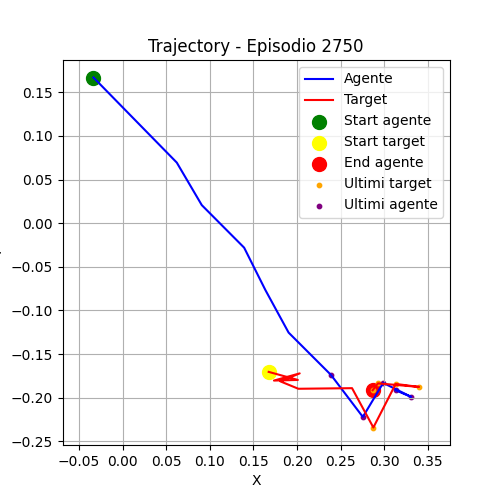 Trajectory - Episodio 2750
Agente
Target
Start agente
Start target
End agente
Ultimi target
Ultimi agente
0.15
0.10
0.05
0.00
−0.05
−0.10
−0.15
−0.20
−0.25
−0.05 0.00 0.05 0.10 0.15 0.20 0.25 0.30 0.35
X